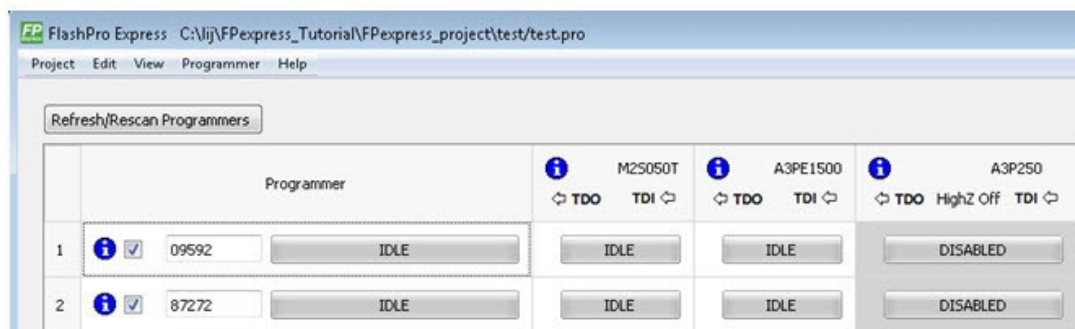 FP FlashPro Express C:\lij\FPexpress_Tutorial\FPexpress_project\test/test.pro
Project Edit View Programmer Help
Refresh/Rescan Programmers
Programmer
M2S050T
TDO TDI
A3PE1500
TDO TDI
A3P250
TDO HighZ Off TDI
1 09592 IDLE IDLE IDLE DISABLED
2 87272 IDLE IDLE IDLE DISABLED